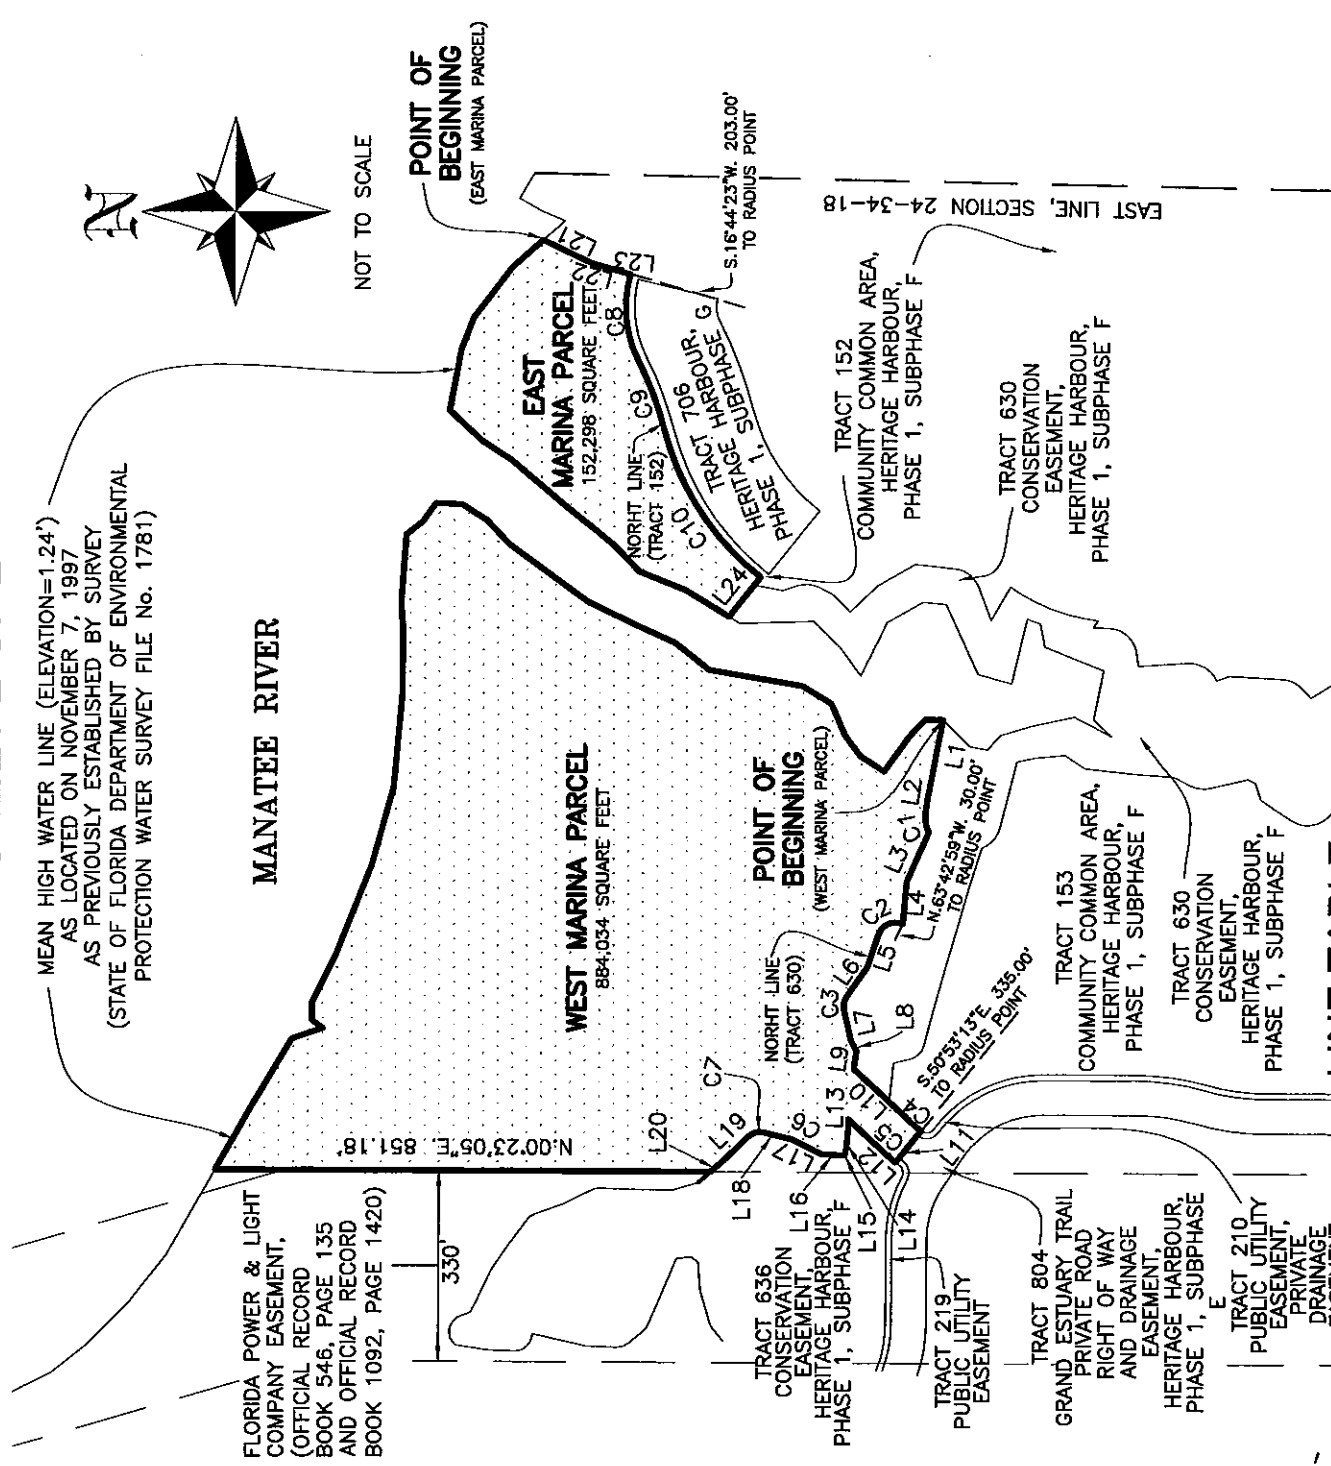 N
NOT TO SCALE
MEAN HIGH WATER LINE (ELEVATION=1.24')
AS LOCATED ON NOVEMBER 7, 1997
AS PREVIOUSLY ESTABLISHED BY SURVEY
(STATE OF FLORIDA DEPARTMENT OF ENVIRONMENTAL
PROTECTION WATER SURVEY FILE No. 1781)
MANATEE RIVER
POINT OF
BEGINNING
(EAST MARINA PARCEL)
L21
L22
L23
S.16°44'23"W. 203.00'
TO RADIUS POINT
EAST LINE, SECTION 24-34-18
EAST
MARINA PARCEL
152,298 SQUARE FEET
C8
C9
C10
L24
NORHT LINE
(TRACT 152)
TRACT 706
HERITAGE HARBOUR,
PHASE 1, SUBPHASE G
TRACT 152
COMMUNITY COMMON AREA,
HERITAGE HARBOUR,
PHASE 1, SUBPHASE F
TRACT 630
CONSERVATION
EASEMENT,
HERITAGE HARBOUR,
PHASE 1, SUBPHASE F
WEST MARINA PARCEL
884,034 SQUARE FEET
POINT OF
BEGINNING
(WEST MARINA PARCEL)
L1
L2
C1
L3
L4
N.63°42'59"W. 30.00'
TO RADIUS POINT
C2
L5
L6
NORHT LINE
(TRACT 630)
C3
L7
L8
L9
L10
S.50°53'13"E. 335.00'
TO RADIUS POINT
C4
C5
L11
L12
L13
L14
L15
L16
L17
C6
C7
L18
L19
L20
N.00°23'05"E. 851.18'
TRACT 153
COMMUNITY COMMON AREA,
HERITAGE HARBOUR,
PHASE 1, SUBPHASE F
TRACT 630
CONSERVATION
EASEMENT,
HERITAGE HARBOUR,
PHASE 1, SUBPHASE F
FLORIDA POWER & LIGHT
COMPANY EASEMENT,
(OFFICIAL RECORD
BOOK 546, PAGE 135
AND OFFICIAL RECORD
BOOK 1092, PAGE 1420)
330'
TRACT 636
CONSERVATION
EASEMENT,
HERITAGE HARBOUR,
PHASE 1, SUBPHASE F
TRACT 219
PUBLIC UTILITY
EASEMENT
TRACT 804
GRAND ESTUARY TRAIL
PRIVATE ROAD
RIGHT OF WAY
AND DRAINAGE
EASEMENT,
HERITAGE HARBOUR,
PHASE 1, SUBPHASE
E
TRACT 210
PUBLIC UTILITY
EASEMENT,
PRIVATE
DRAINAGE